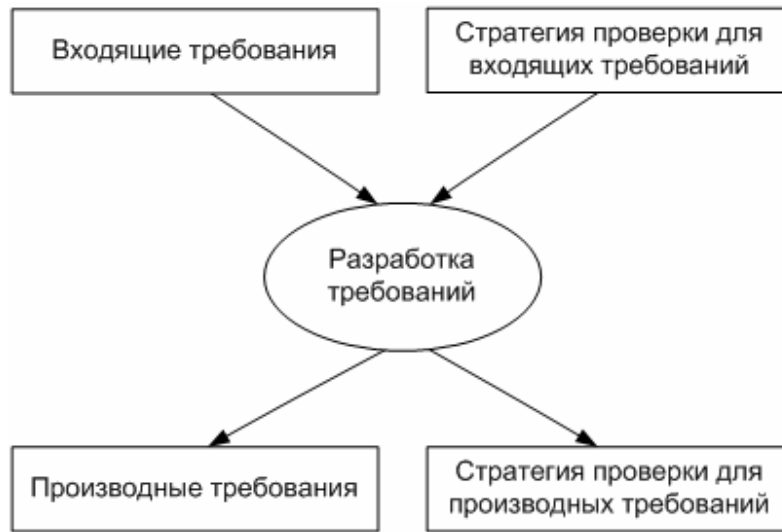 Входящие требования
Стратегия проверки для
входящих требований
Разработка
требований
Производные требования
Стратегия проверки для
производных требований